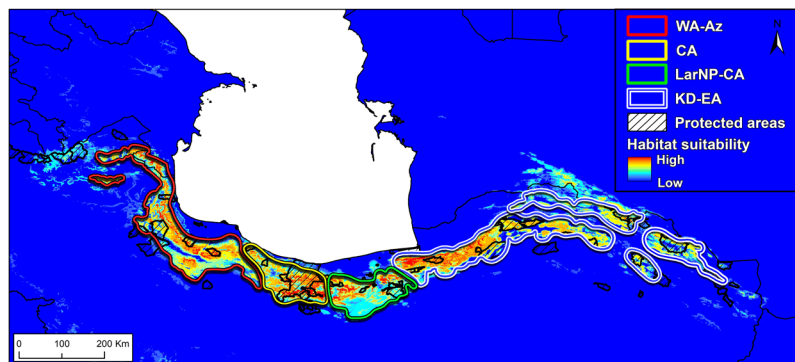 WA-Az
N
CA
LarNP-CA
KD-EA
Protected areas
Habitat suitability
High
Low
0 100 200 Km